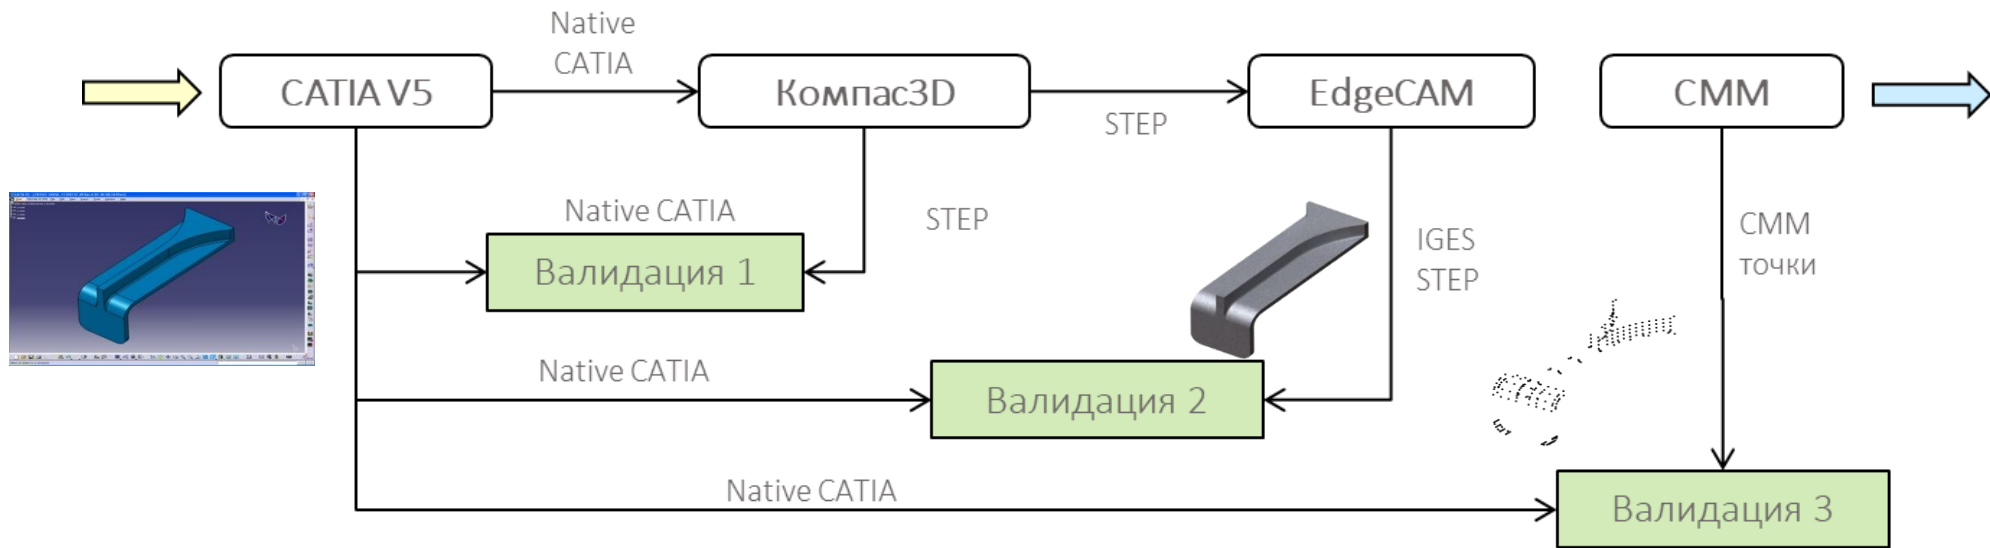 Native
CATIA
CATIA V5
Компас3D
STEP
EdgeCAM
CMM
Native CATIA
STEP
Валидация 1
IGES
STEP
CMM
точки
Native CATIA
Валидация 2
Native CATIA
Валидация 3